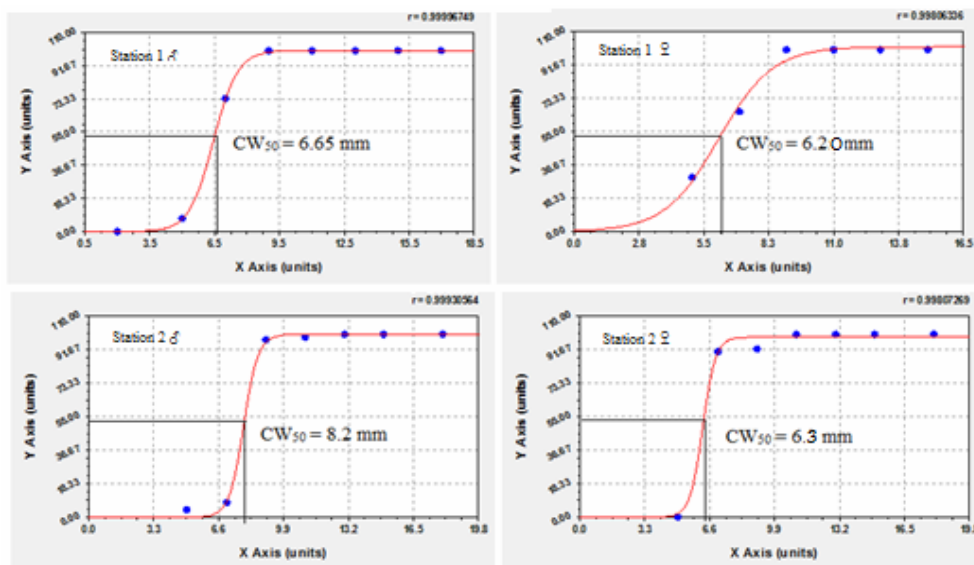 r = 0.99996749
Station 1 ♂
110.00
91.67
73.33
55.00
36.67
18.33
0.00
Y Axis (units)
CW50 = 6.65 mm
0.5 3.5 6.5 9.5 12.5 15.5 18.5
X Axis (units)
r = 0.99806336
Station 1 ♀
110.00
91.67
73.33
55.00
36.67
18.33
0.00
Y Axis (units)
CW50 = 6.20mm
0.0 2.8 5.5 8.3 11.0 13.8 16.5
X Axis (units)
r = 0.99930564
Station 2 ♂
110.00
91.67
73.33
55.00
36.67
18.33
0.00
Y Axis (units)
CW50 = 8.2 mm
0.0 3.3 6.6 9.9 13.2 16.5 19.8
X Axis (units)
r = 0.99807269
Station 2 ♀
110.00
91.67
73.33
55.00
36.67
18.33
0.00
Y Axis (units)
CW50 = 6.3 mm
0.0 3.3 6.6 9.9 13.2 16.5 19.8
X Axis (units)